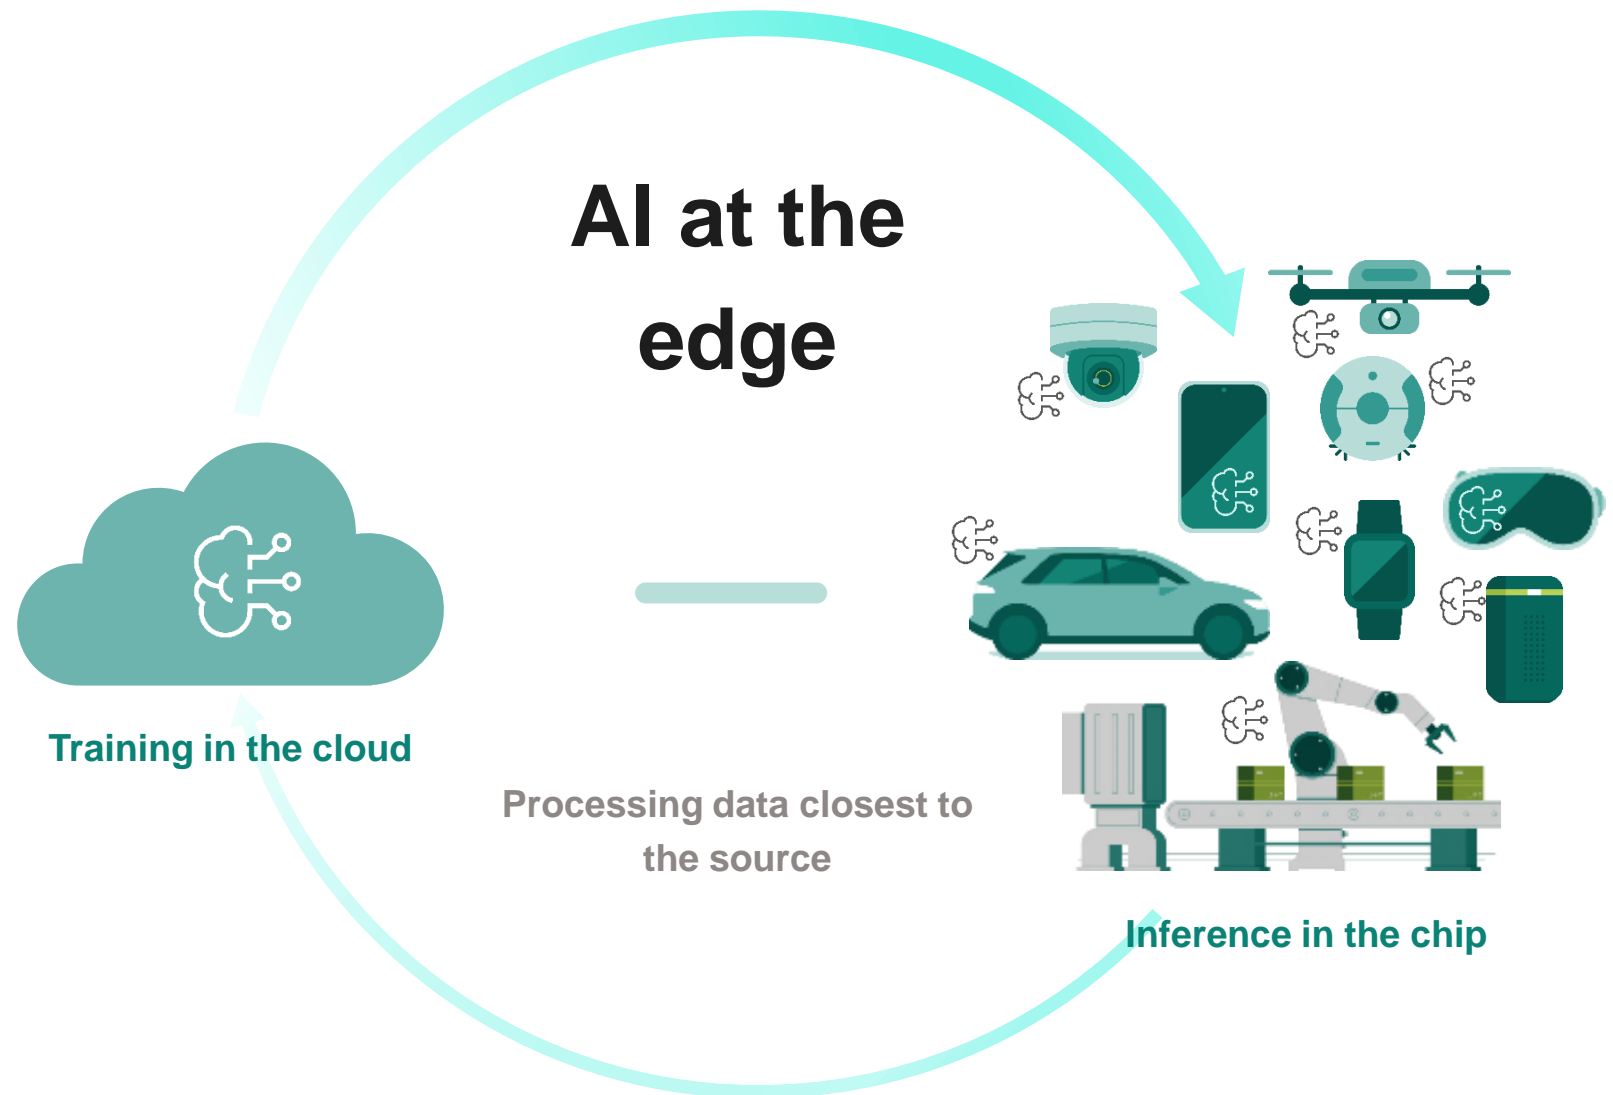 AI at the
edge
Training in the cloud
Processing data closest to
the source
Inference in the chip